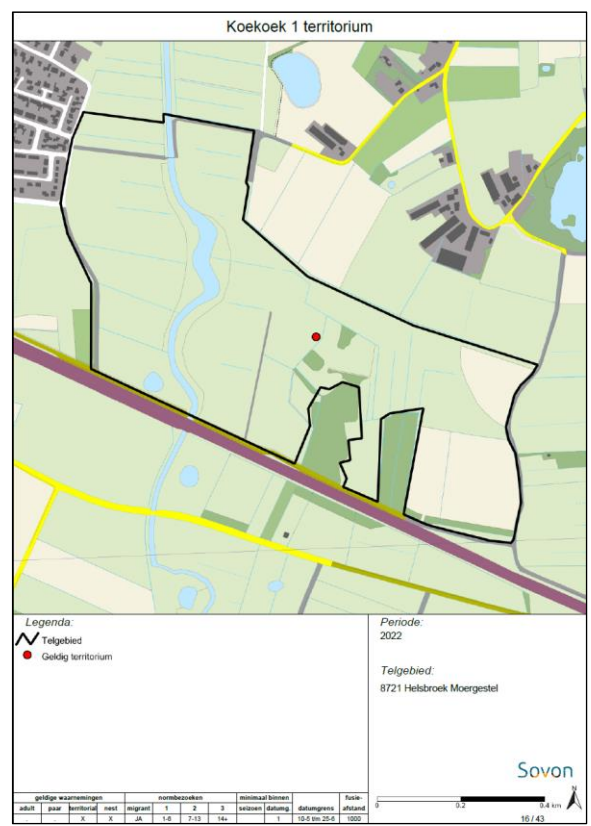 Koekoek 1 territorium
Legenda:
Telgebied
Geldig territorium
Periode:
2022
Telgebied:
8721 Helsbroek Moergestel
Sovon
0 0.2 0.4 km
N
16 / 43
geldige waarnemingen normbezoeken minimaal binnen fusie-
adult paar territorial nest migrant 1 2 3 seizoen datumg. datumgrens afstand
. . X X JA 1-6 7-13 14+ . 1 10-5 t/m 25-6 1000